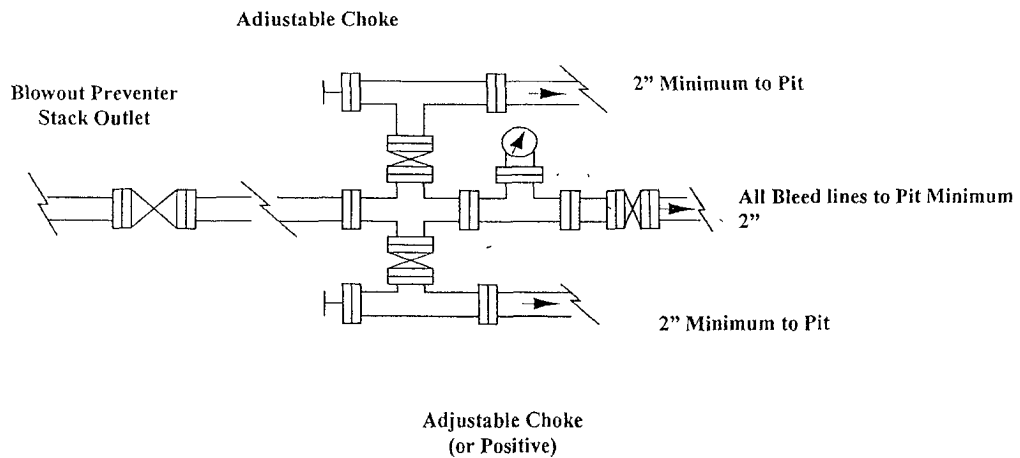 Adjustable Choke
Blowout Preventer
Stack Outlet
2” Minimum to Pit
All Bleed lines to Pit Minimum
2”
2” Minimum to Pit
Adjustable Choke
(or Positive)